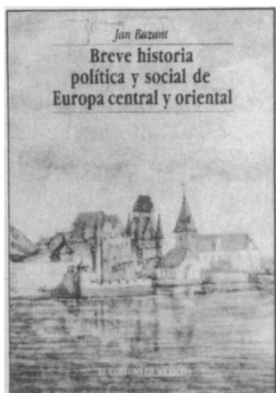 Jan Bazant
Breve historia
política y social de
Europa central y oriental
EL COLEGIO DE MÉXICO